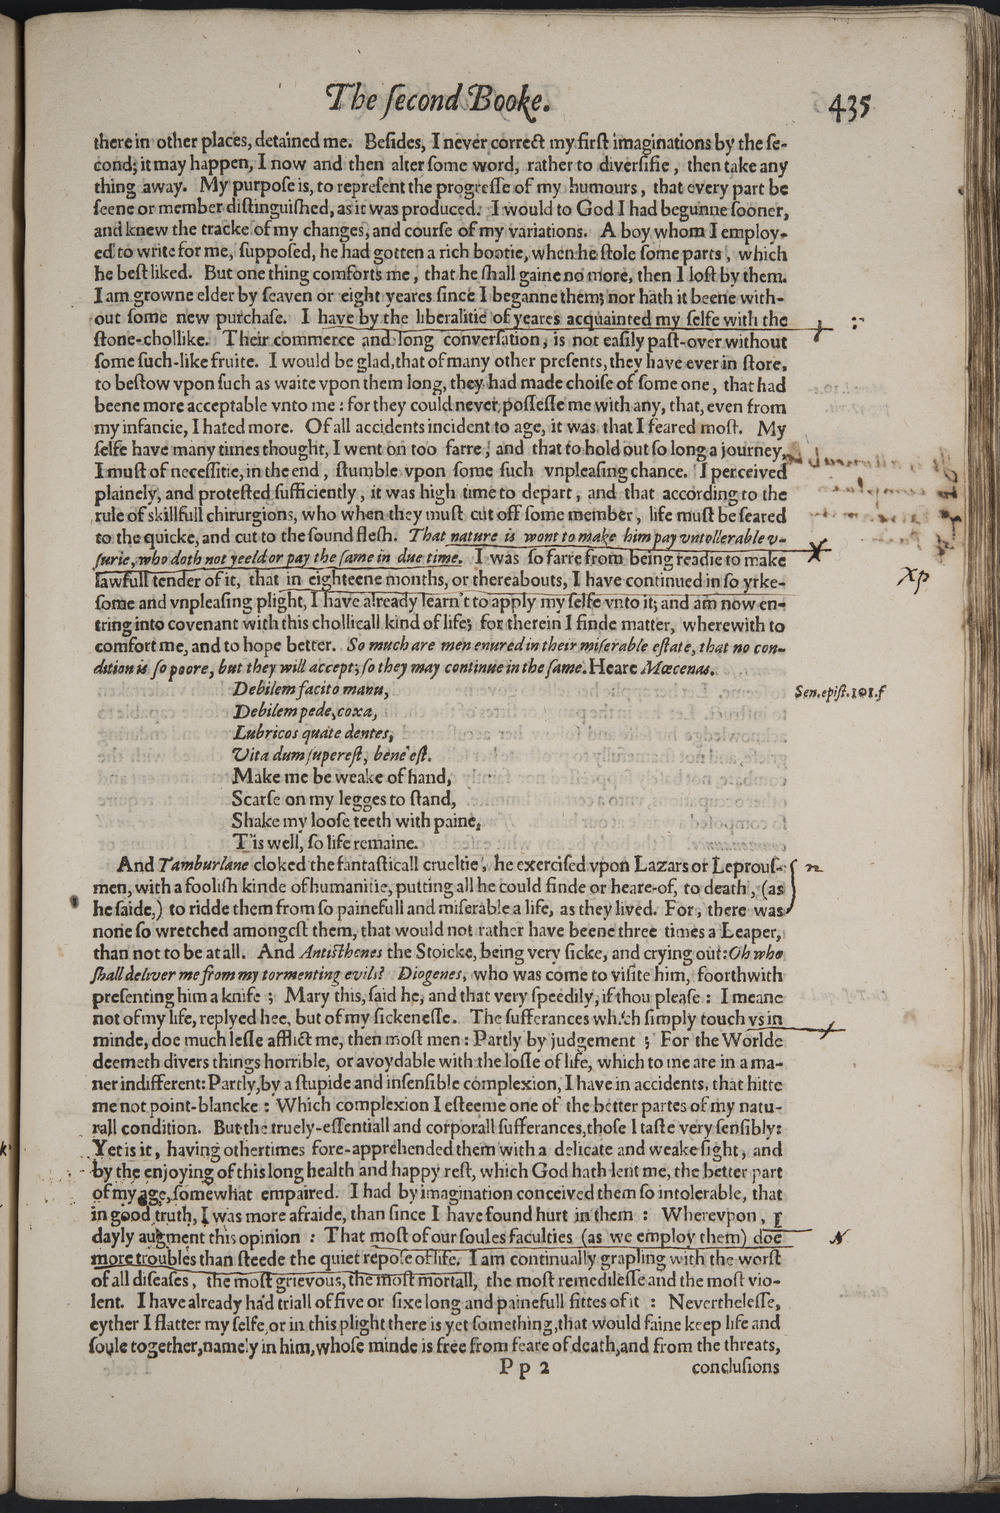 The ſecond Booke. 435
there in other places, detained me. Beſides, I never correct my firſt imaginations by the ſe-
cond; it may happen, I now and then alter ſome word, rather to diverſifie, then take any
thing away. My purpoſe is, to repreſent the progreſſe of my humours, that every part be
ſeene or member diſtinguiſhed, as it was produced. I would to God I had begunne ſooner,
and knew the tracke of my changes, and courſe of my variations. A boy whom I employ-
ed to write for me, ſuppoſed, he had gotten a rich bootie, when he ſtole ſome parts, which
he beſt liked. But one thing comforts me, that he ſhall gaine no more, then I loſt by them.
I am growne elder by ſeaven or eight yeares ſince I beganne them; nor hath it beene with-
out ſome new purchaſe. I have by the liberalitie of yeares acquainted my ſelfe with the
ſtone-chollike. Their commerce and long converſation, is not eaſily paſt-over without
ſome ſuch-like fruite. I would be glad, that of many other preſents, they have ever in ſtore,
to beſtow vpon ſuch as waite vpon them long, they had made choiſe of ſome one, that had
beene more acceptable vnto me: for they could never poſſeſſe me with any, that, even from
my infancie, I hated more. Of all accidents incident to age, it was that I feared moſt. My
ſelfe have many times thought, I went on too farre, and that to hold out ſo long a journey,
I muſt of neceſſitie, in the end, ſtumble vpon ſome ſuch vnpleaſing chance. I perceived
plainely, and proteſted ſufficiently, it was high time to depart, and that according to the
rule of skillfull chirurgions, who when they muſt cut off ſome member, life muſt be ſeared
to the quicke, and cut to the ſound fleſh. That nature is wont to make him pay vntollerable v-
ſurie, who doth not yeeld or pay the ſame in due time. I was ſo farre from being readie to make
lawfull tender of it, that in eighteene months, or thereabouts, I have continued in ſo yrke-
xp
ſome and vnpleaſing plight, I have already learn't to apply my ſelfe vnto it; and am now en-
tring into covenant with this chollicall kind of life; for therein I finde matter, wherewith to
comfort me, and to hope better. So much are men enured in their miſerable eſtate, that no con-
dition is ſo poore, but they will accept; ſo they may continue in the ſame. Heare Mœcenas.
Debilem facito manu, Sen. epiſt. 101. f
Debilem pede, coxa,
Lubricos quate dentes,
Vita dum ſupereſt, bene eſt.
Make me be weake of hand,
Scarſe on my legges to ſtand,
Shake my looſe teeth with paine,
T'is well, ſo life remaine.
And Tamburlane cloked the fantaſticall crueltie, he exerciſed vpon Lazars or Leprous-
men, with a fooliſh kinde of humanitie, putting all he could finde or heare-of, to death, (as
he ſaide,) to ridde them from ſo painefull and miſerable a life, as they lived. For, there was
none ſo wretched amongeſt them, that would not rather have beene three times a Leaper,
than not to be at all. And Antiſthenes the Stoicke, being very ſicke, and crying out: Oh who
ſhall deliver me from my tormenting evils? Diogenes, who was come to viſite him, foorthwith
preſenting him a knife; Mary this, ſaid he, and that very ſpeedily, if thou pleaſe: I meane
not of my life, replyed hee, but of my ſickeneſſe. The ſufferances which ſimply touch vs in
minde, doe much leſſe afflict me, then moſt men: Partly by judgement; For the Worlde
deemeth divers things horrible, or avoydable with the loſſe of life, which to me are in a ma-
ner indifferent: Partly, by a ſtupide and inſenſible complexion, I have in accidents, that hitte
me not point-blancke: Which complexion I eſteeme one of the better partes of my natu-
rall condition. But the truely-eſſentiall and corporall ſufferances, thoſe I taſte very ſenſibly:
Yet is it, having othertimes fore-apprehended them with a delicate and weake ſight, and
by the enjoying of this long health and happy reſt, which God hath lent me, the better part
of my age, ſomewhat empaired. I had by imagination conceived them ſo intolerable, that
in good truth, I was more afraide, than ſince I have found hurt in them: Wherevpon, I
dayly augment this opinion: That moſt of our ſoules faculties (as we employ them) doe
more troubles than ſteede the quiet repoſe of life. I am continually grapling with the worſt
of all diſeaſes, the moſt grievous, the moſt mortall, the moſt remedileſſe and the moſt vio-
lent. I have already had triall of five or ſixe long and painefull fittes of it: Nevertheleſſe,
eyther I flatter my ſelfe, or in this plight there is yet ſomething, that would faine keep life and
ſoule together, namely in him, whoſe minde is free from feare of death, and from the threats,
Pp 2 concluſions